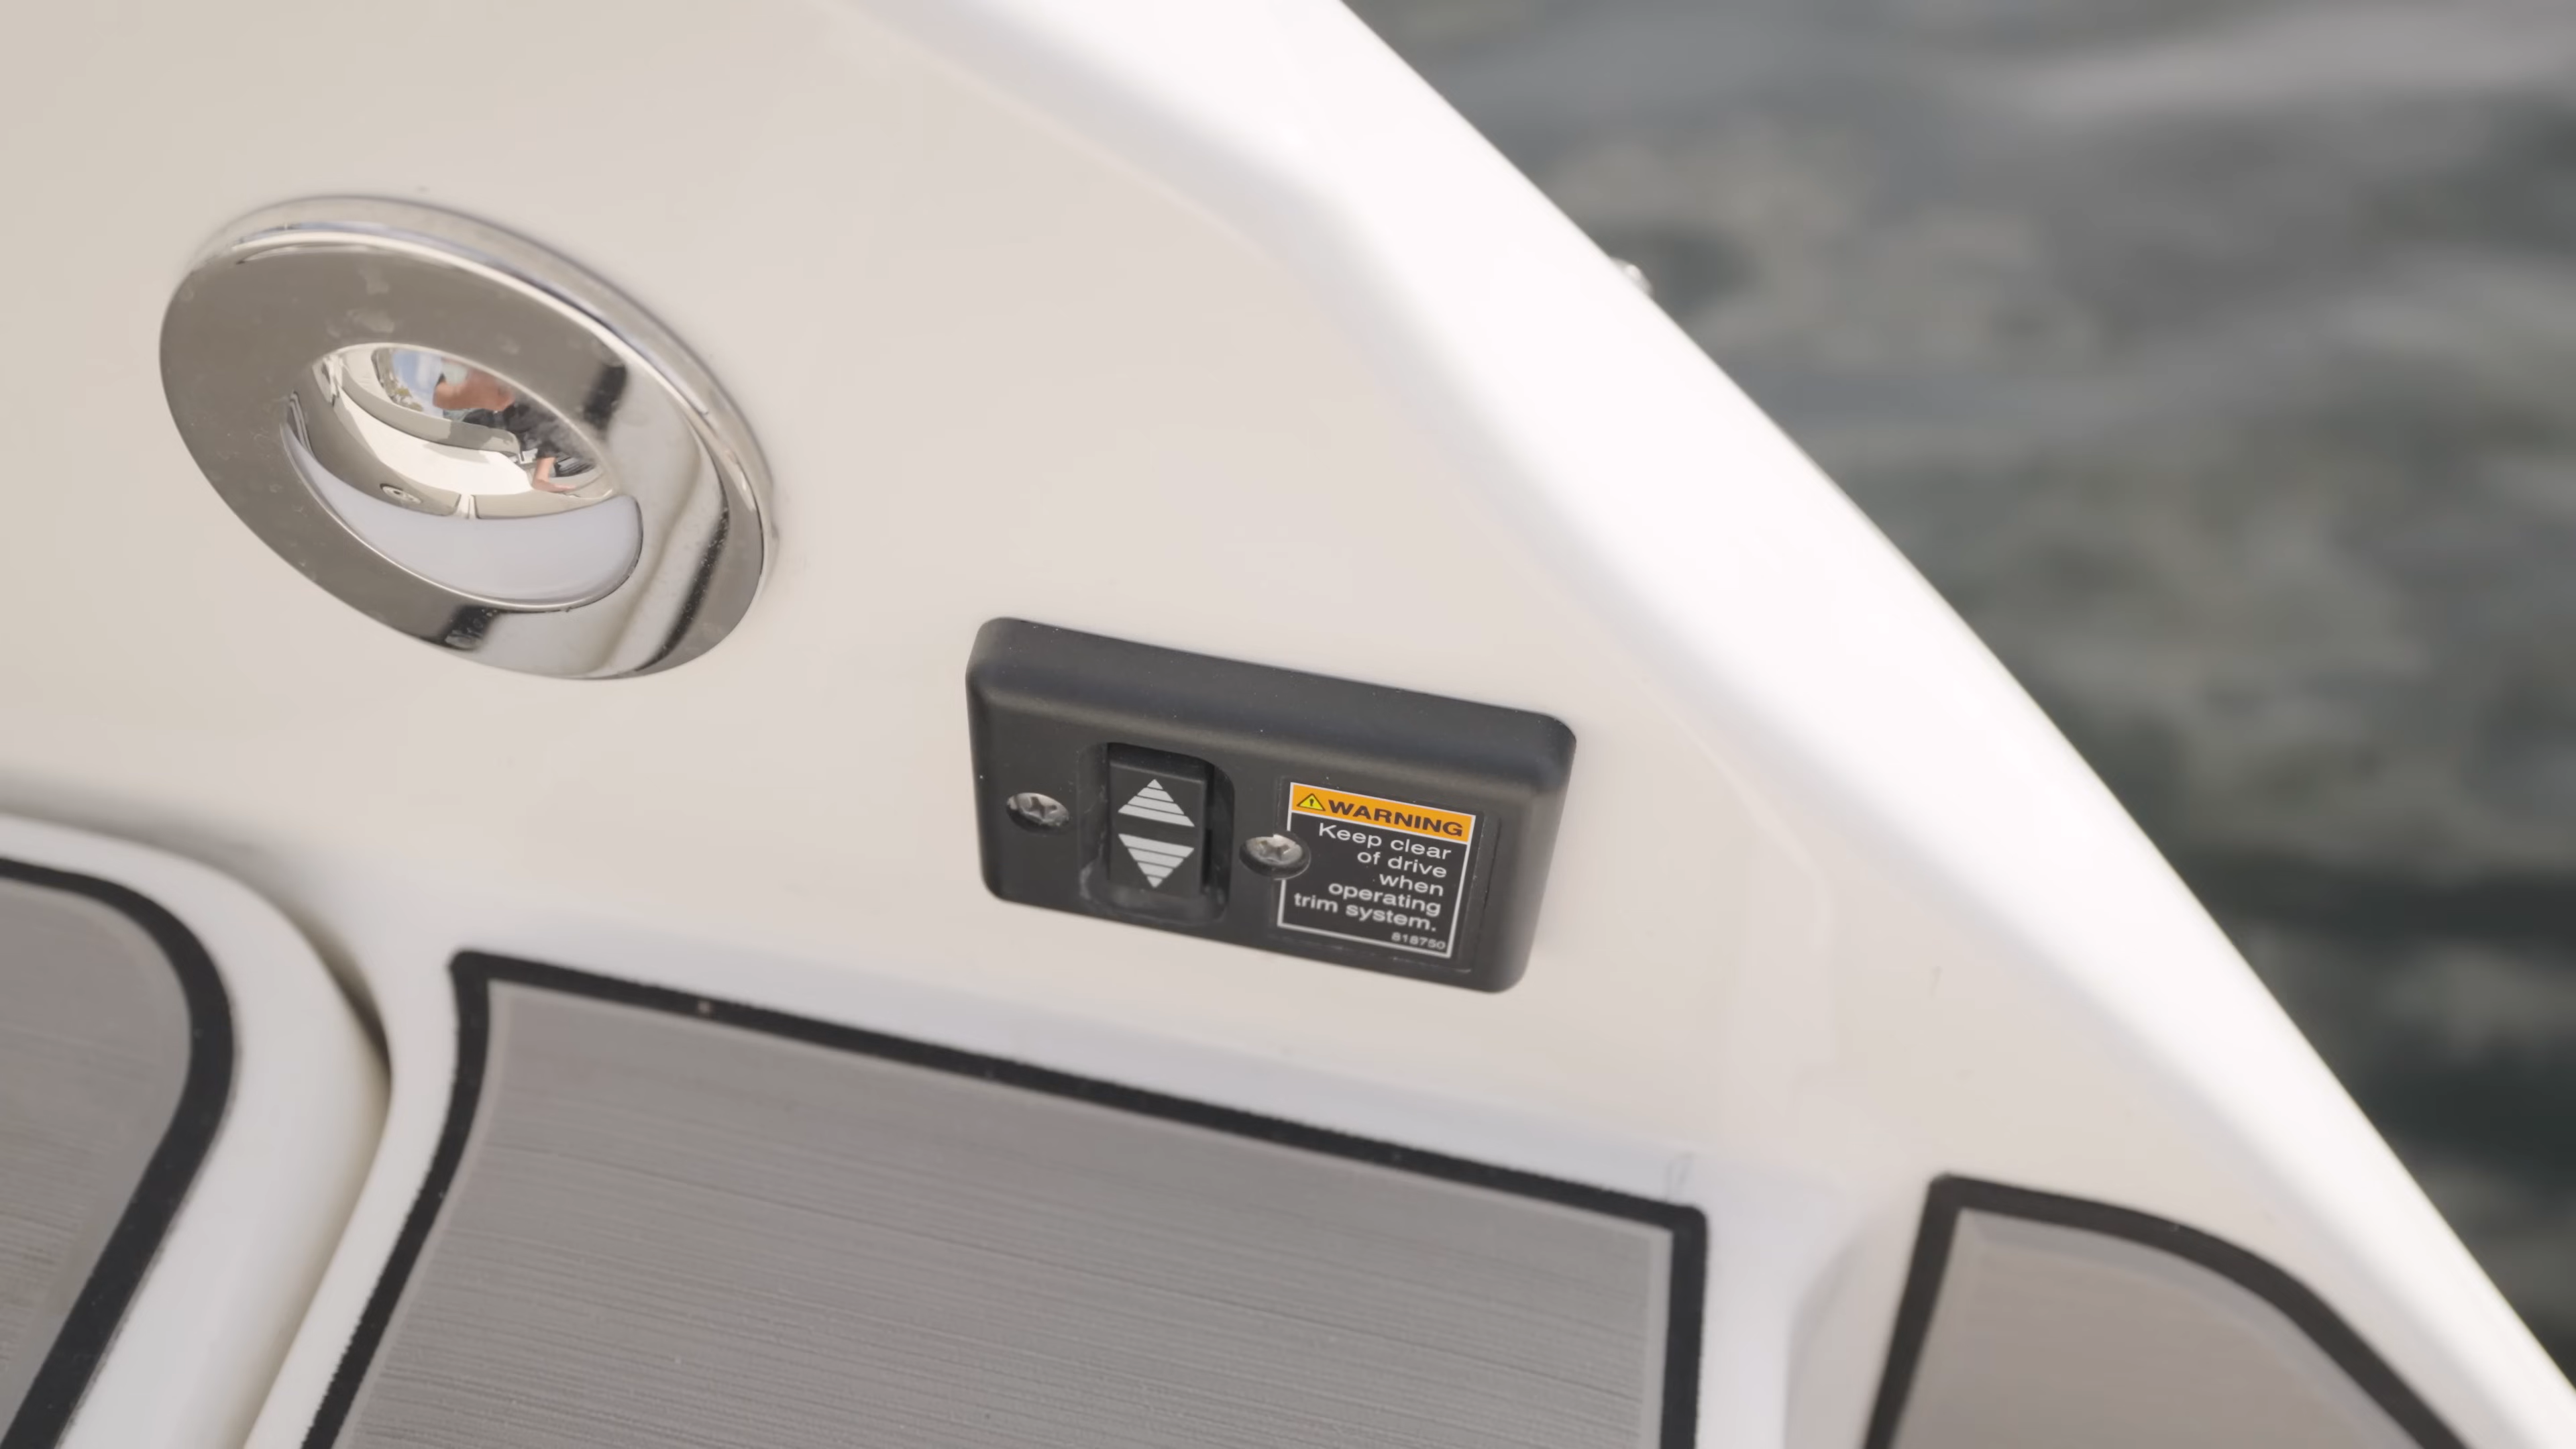 WARNING
Keep clear
of drive
when
operating
trim system.
818750